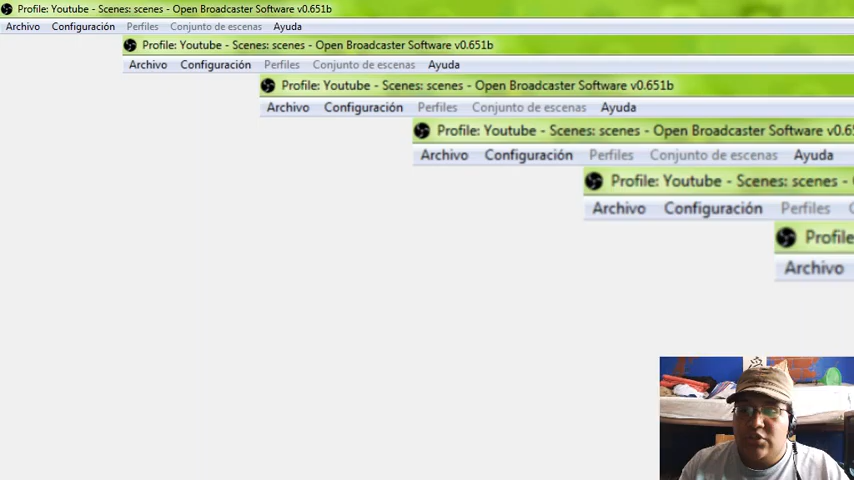 Profile: Youtube - Scenes: scenes - Open Broadcaster Software v0.651b
Archivo Configuración Perfiles Conjunto de escenas Ayuda
Profile: Youtube - Scenes: scenes - Open Broadcaster Software v0.651b
Archivo Configuración Perfiles Conjunto de escenas Ayuda
Profile: Youtube - Scenes: scenes - Open Broadcaster Software v0.651b
Archivo Configuración Perfiles Conjunto de escenas Ayuda
Profile: Youtube - Scenes: scenes - Open Broadcaster Software v0.65
Archivo Configuración Perfiles Conjunto de escenas Ayuda
Profile: Youtube - Scenes: scenes -
Archivo Configuración Perfiles
Profile
Archivo